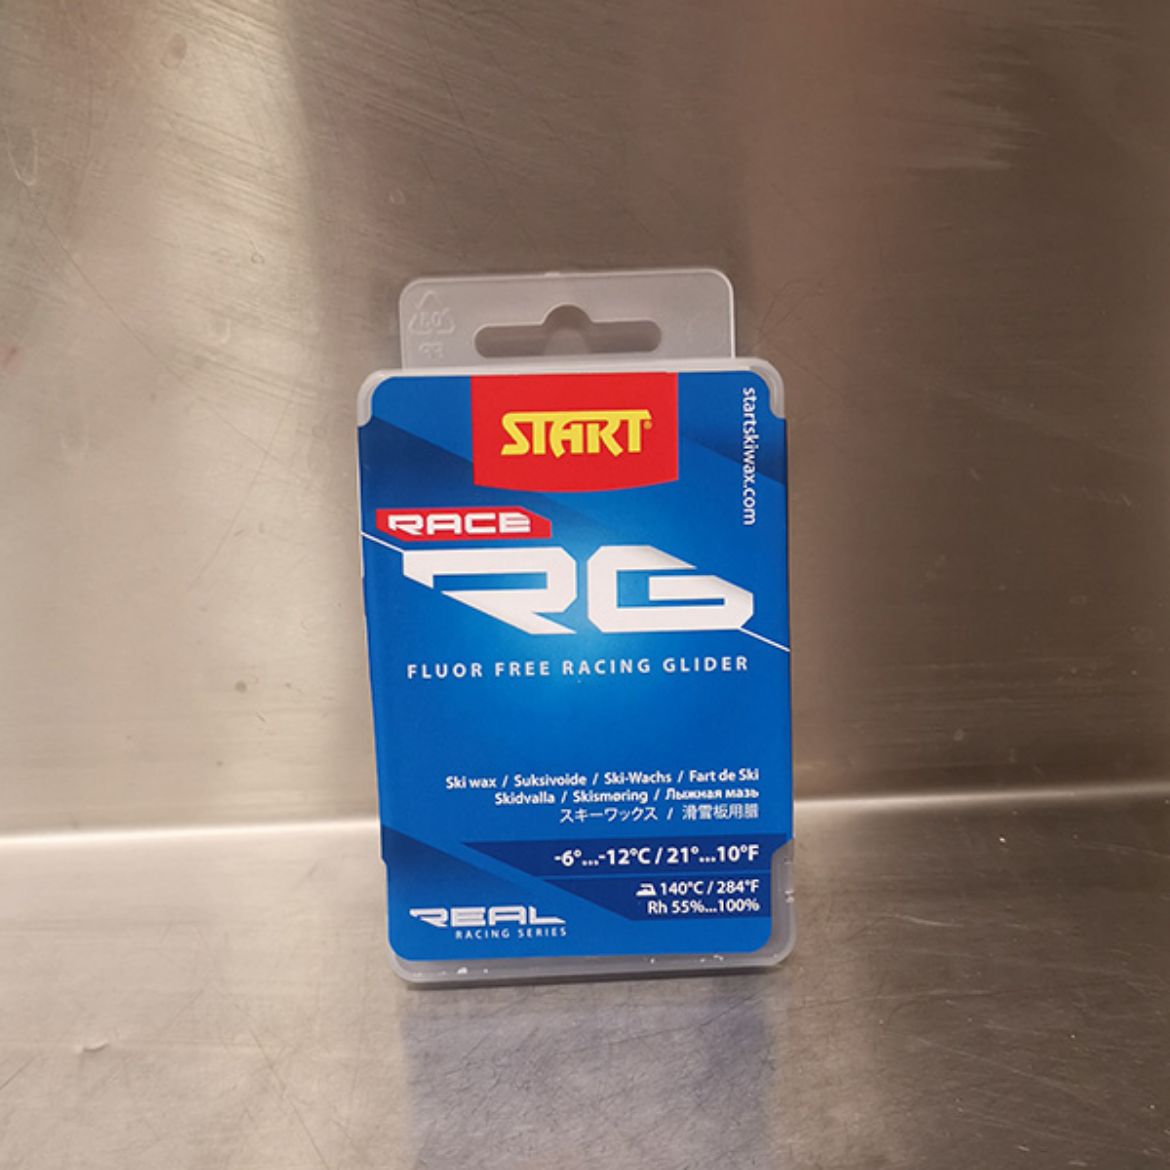 START
startskiwax.com
RACE
RG
FLUOR FREE RACING GLIDER
Ski wax / Suksivoide / Ski-Wachs / Fart de Ski
Skidvalla / Skismøring / Лыжная мазь
スキーワックス / 滑雪板用腊
-6°...-12°C / 21°...10°F
140°C / 284°F
Rh 55%...100%
REAL
RACING SERIES